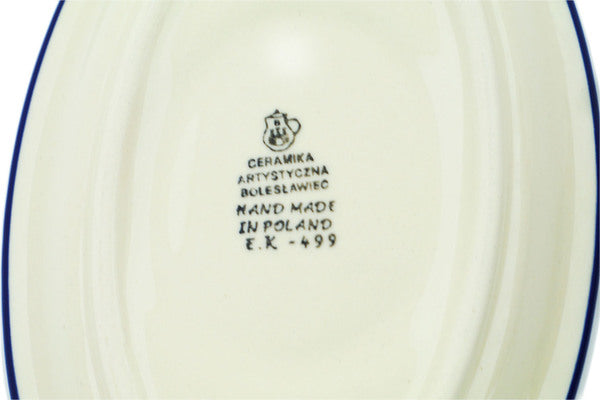 B
CERAMIKA
ARTYSTYCZNA
BOLESŁAWIEC
HAND MADE
IN POLAND
E.K -499